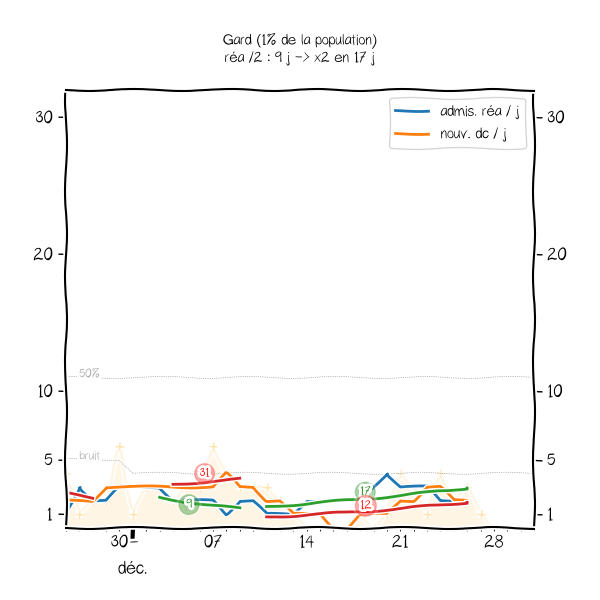 Gard (1% de la population)
réa /2 : 9 j -> x2 en 17 j
admis. réa / j
nouv. dc / j
30 30
20 20
50%
10 10
bruit
5 5
31
17
9
12
1 1
30 07 14 21 28
déc.